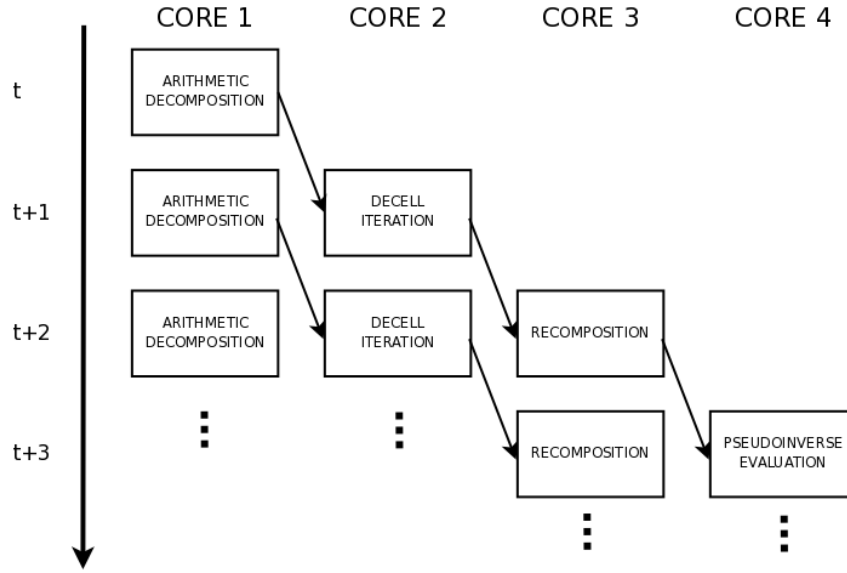 CORE 1 CORE 2 CORE 3 CORE 4
t
ARITHMETIC
DECOMPOSITION
t+1
ARITHMETIC
DECOMPOSITION
DECELL
ITERATION
t+2
ARITHMETIC
DECOMPOSITION
DECELL
ITERATION
RECOMPOSITION
t+3
RECOMPOSITION
PSEUDOINVERSE
EVALUATION